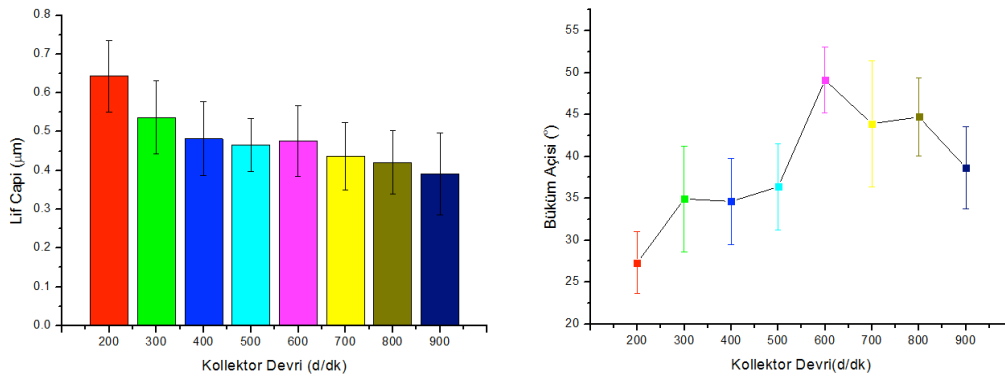 0.8
0.7
0.6
0.5
0.4
0.3
0.2
0.1
0.0
Lif Capi (μm)
200 300 400 500 600 700 800 900
Kollektor Devri (d/dk)
55
50
45
40
35
30
25
20
Büküm Açisi (°)
200 300 400 500 600 700 800 900
Kollektor Devri(d/dk)